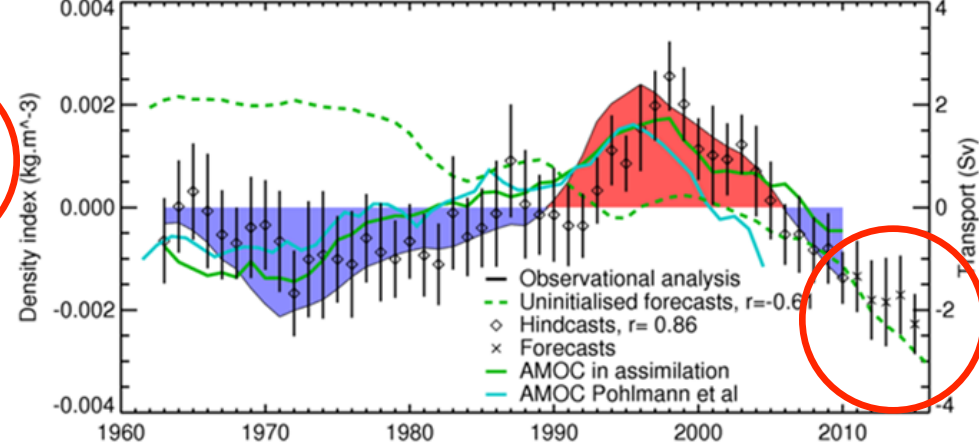 4
0.004
0.002
2
0.000
0
-0.002
-2
-0.004
-4
Density index (kg.m^-3)
Transport (Sv)
Observational analysis
Uninitialised forecasts, r=-0.61
Hindcasts, r= 0.86
Forecasts
AMOC in assimilation
AMOC Pohlmann et al
1960 1970 1980 1990 2000 2010